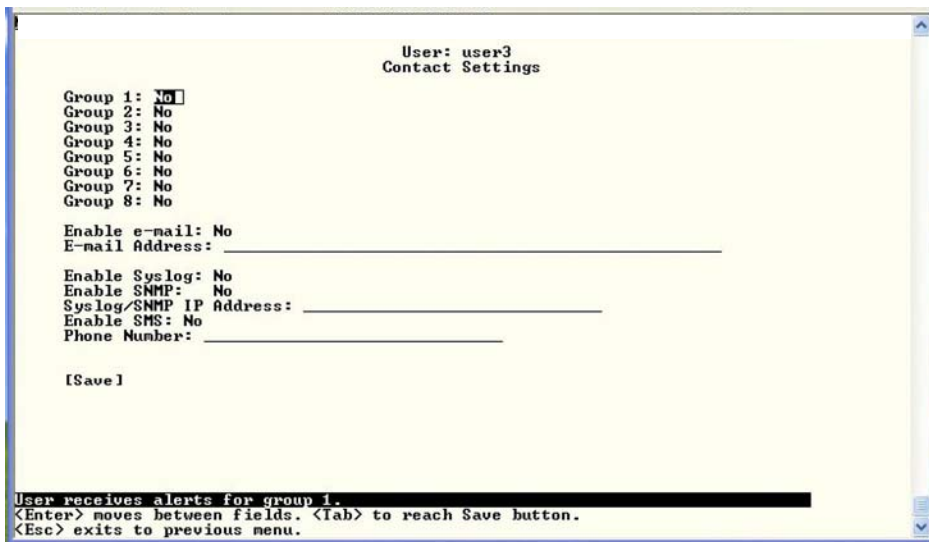 User: user3
Contact Settings
Group 1: No
Group 2: No
Group 3: No
Group 4: No
Group 5: No
Group 6: No
Group 7: No
Group 8: No
Enable e-mail: No
E-mail Address: ____________________
Enable Syslog: No
Enable SNMP: No
Syslog/SNMP IP Address: ____________________
Enable SMS: No
Phone Number: ____________________
[Save]
User receives alerts for group 1.
<Enter> moves between fields. <Tab> to reach Save button.
<Esc> exits to previous menu.